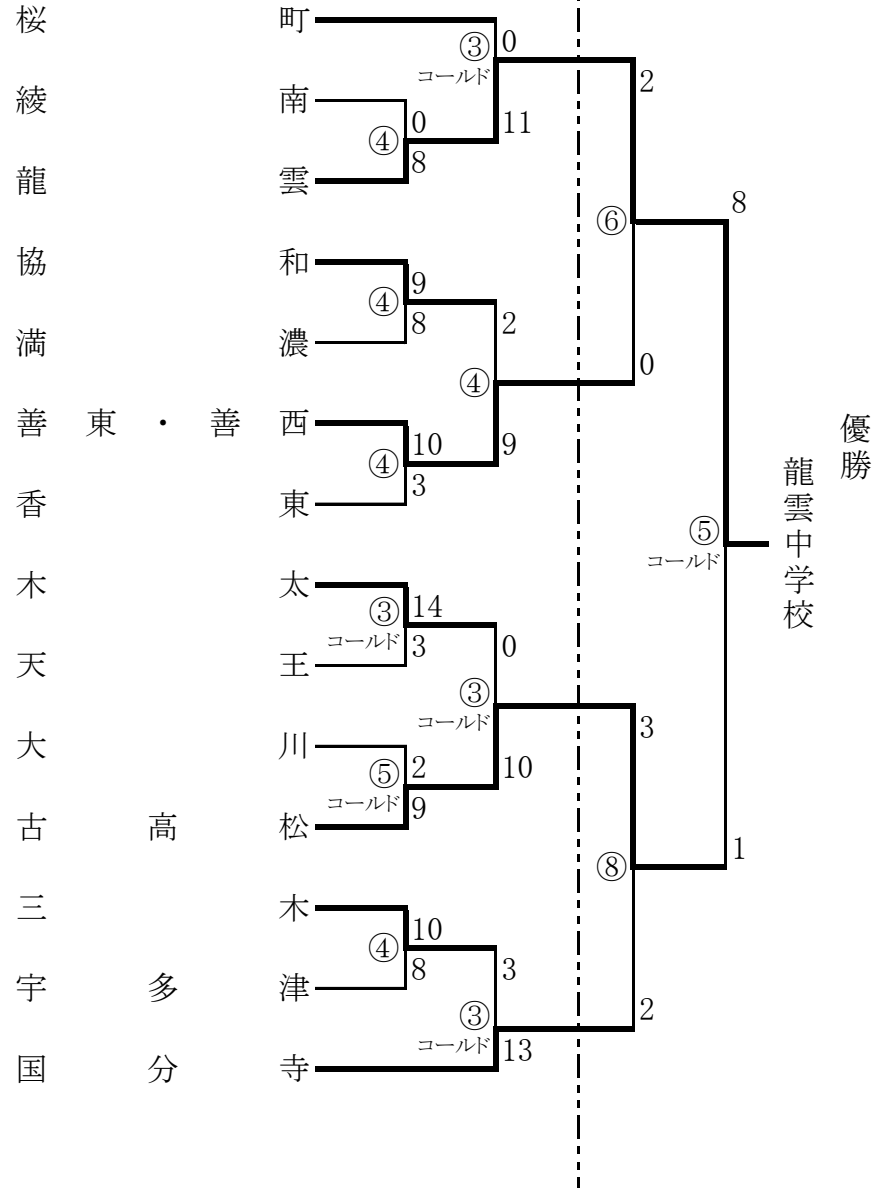 桜町
③ 0
コールド
2
綾南
0
11
④
8
龍雲
8
⑥
協和
9
④
8
2
満濃
④
0
善東・善西
10
9
④
3
香東
優勝
龍雲中学校
⑤
コールド
木太
③ 14
コールド 3
0
天王
③
コールド
3
大川
⑤ 2
コールド 9
10
古高松
1
⑧
三木
10
④
8
3
宇多津
③
コールド
13
2
国分寺